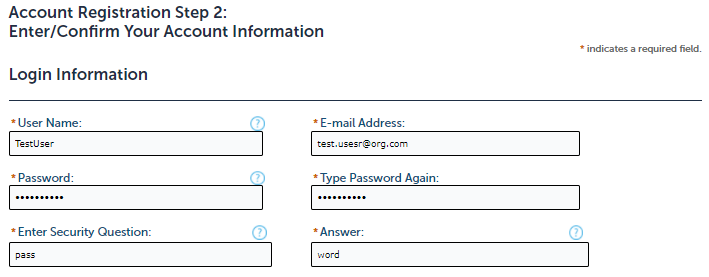 Account Registration Step 2:
Enter/Confirm Your Account Information
* indicates a required field.
Login Information
* User Name: ?
* E-mail Address:
TestUser
test.usesr@org.com
* Password: ?
* Type Password Again:
••••••••••
••••••••••
* Enter Security Question: ?
* Answer: ?
pass
word